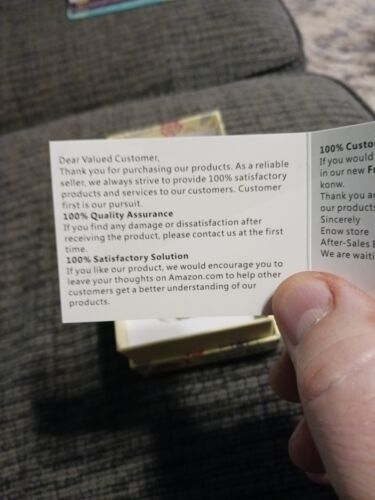 Dear Valued Customer,
Thank you for purchasing our products. As a reliable
seller, we always strive to provide 100% satisfactory
products and services to our customers. Customer
first is our pursuit.
100% Quality Assurance
If you find any damage or dissatisfaction after
receiving the product, please contact us at the first
time.
100% Satisfactory Solution
If you like our product, we would encourage you to
leave your thoughts on Amazon.com to help other
customers get a better understanding of our
products.
100% Custo
If you would
in our new
konw.
Thank you
our products
Sincerely
Enow store
After-Sales
We are waiti